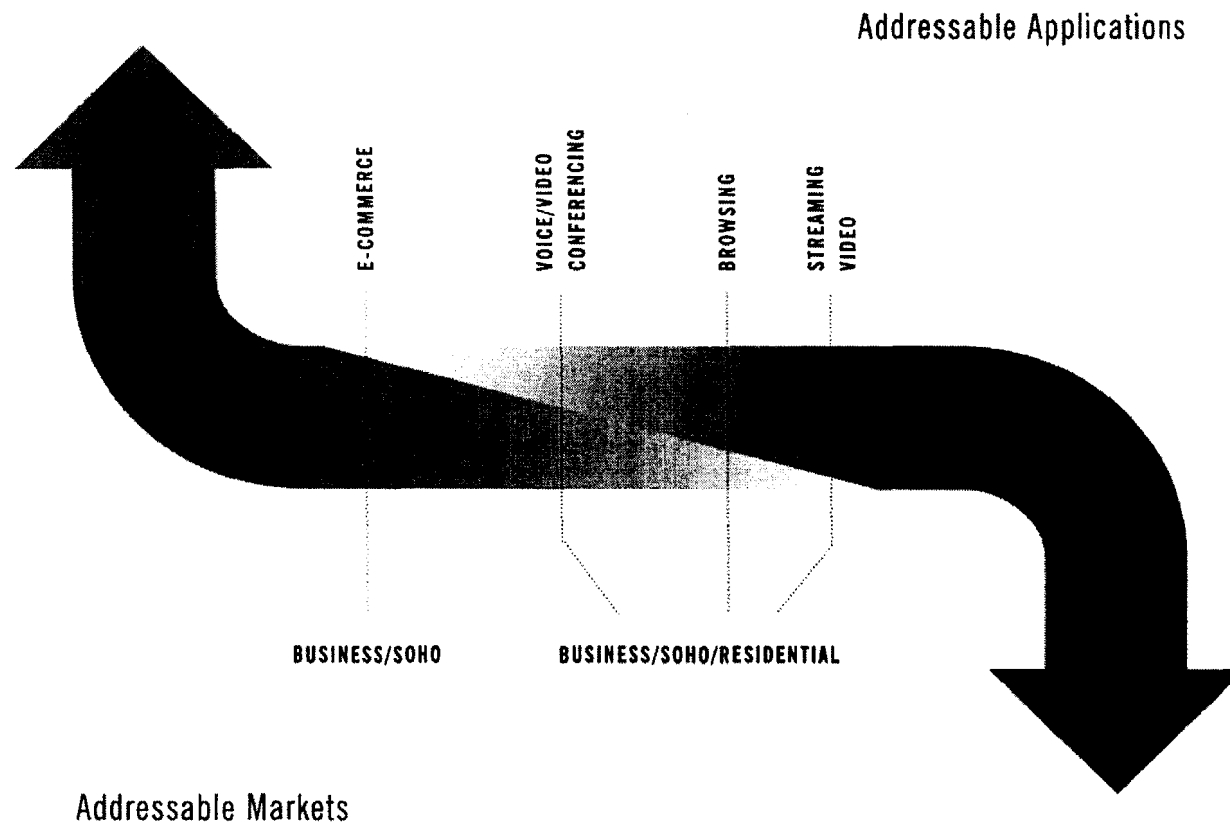 Addressable Applications
E-COMMERCE
VOICE/VIDEO
CONFERENCING
BROWSING
STREAMING
VIDEO
BUSINESS/SOHO
BUSINESS/SOHO/RESIDENTIAL
Addressable Markets